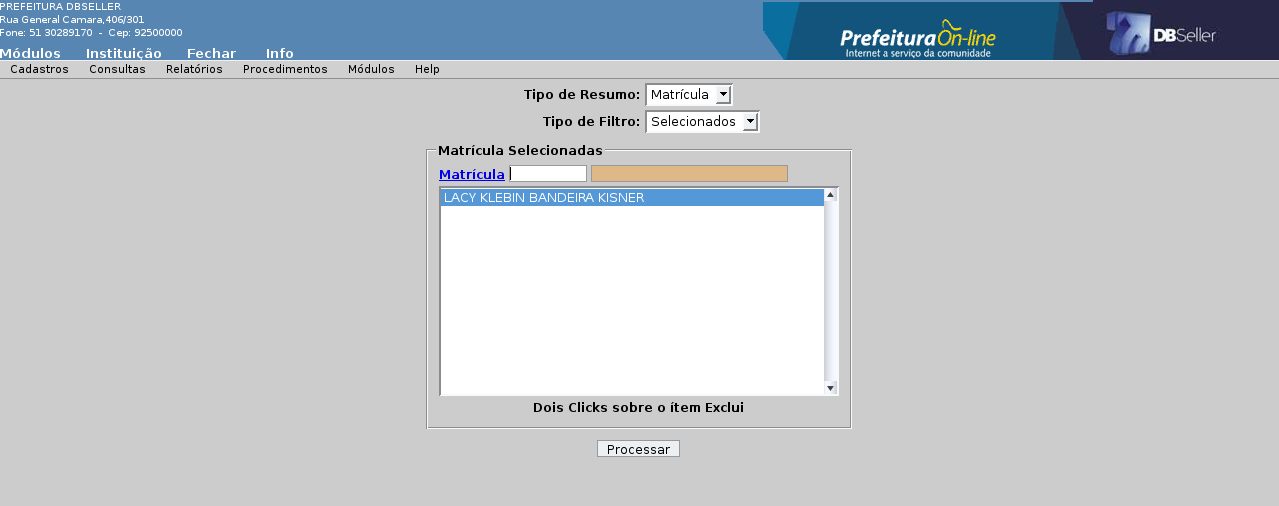 PREFEITURA DBSELLER
Rua General Camara,406/301
Fone: 51 30289170 - Cep: 92500000
Módulos Instituição Fechar Info
Prefeitura On-line
Internet a serviço da comunidade
DBSeller
Cadastros Consultas Relatórios Procedimentos Módulos Help
Tipo de Resumo: Matrícula
Tipo de Filtro: Selecionados
Matrícula Selecionadas
Matrícula
LACY KLEBIN BANDEIRA KISNER
Dois Clicks sobre o ítem Exclui
Processar